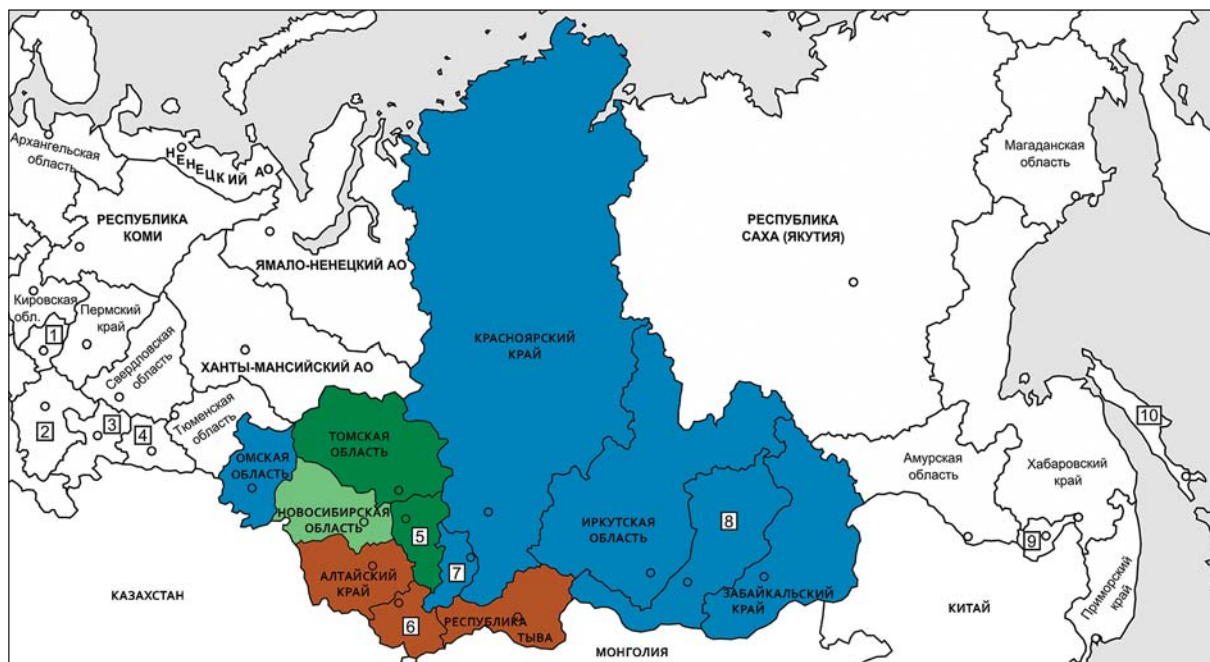 Архангельская
область
НЕНЕЦКИЙ АО
РЕСПУБЛИКА
КОМИ
ЯМАЛО-НЕНЕЦКИЙ АО
Кировская
обл.
1
Пермский
край
Свердловская
область
ХАНТЫ-МАНСИЙСКИЙ АО
Тюменская
область
2
3
4
ОМСКАЯ
ОБЛАСТЬ
ТОМСКАЯ
ОБЛАСТЬ
НОВОСИБИРСКАЯ
ОБЛАСТЬ
5
АЛТАЙСКИЙ
КРАЙ
6
7
РЕСПУБЛИКА
ТЫВА
КРАСНОЯРСКИЙ
КРАЙ
ИРКУТСКАЯ
ОБЛАСТЬ
8
ЗАБАЙКАЛЬСКИЙ
КРАЙ
РЕСПУБЛИКА
САХА (ЯКУТИЯ)
Магаданская
область
Амурская
область
Хабаровский
край
9
10
Приморский
край
КАЗАХСТАН
МОНГОЛИЯ
КИТАЙ